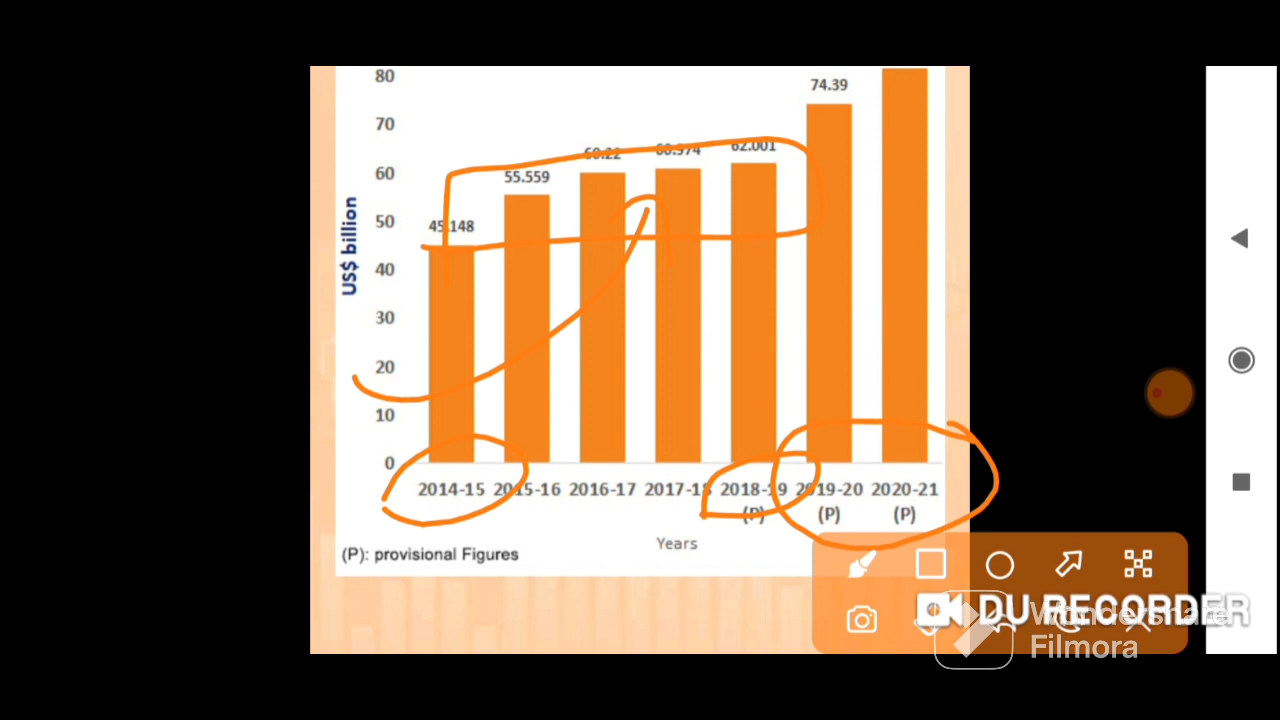 80
74.39
70
62.001
60.22
60.974
60
55.559
50
45.148
US$ billion
40
30
20
10
0
2014-15 2015-16 2016-17 2017-18 2018-19 2019-20 2020-21
(P) (P) (P)
Years
(P): provisional Figures
DU RECORDER
Wondershare
Filmora